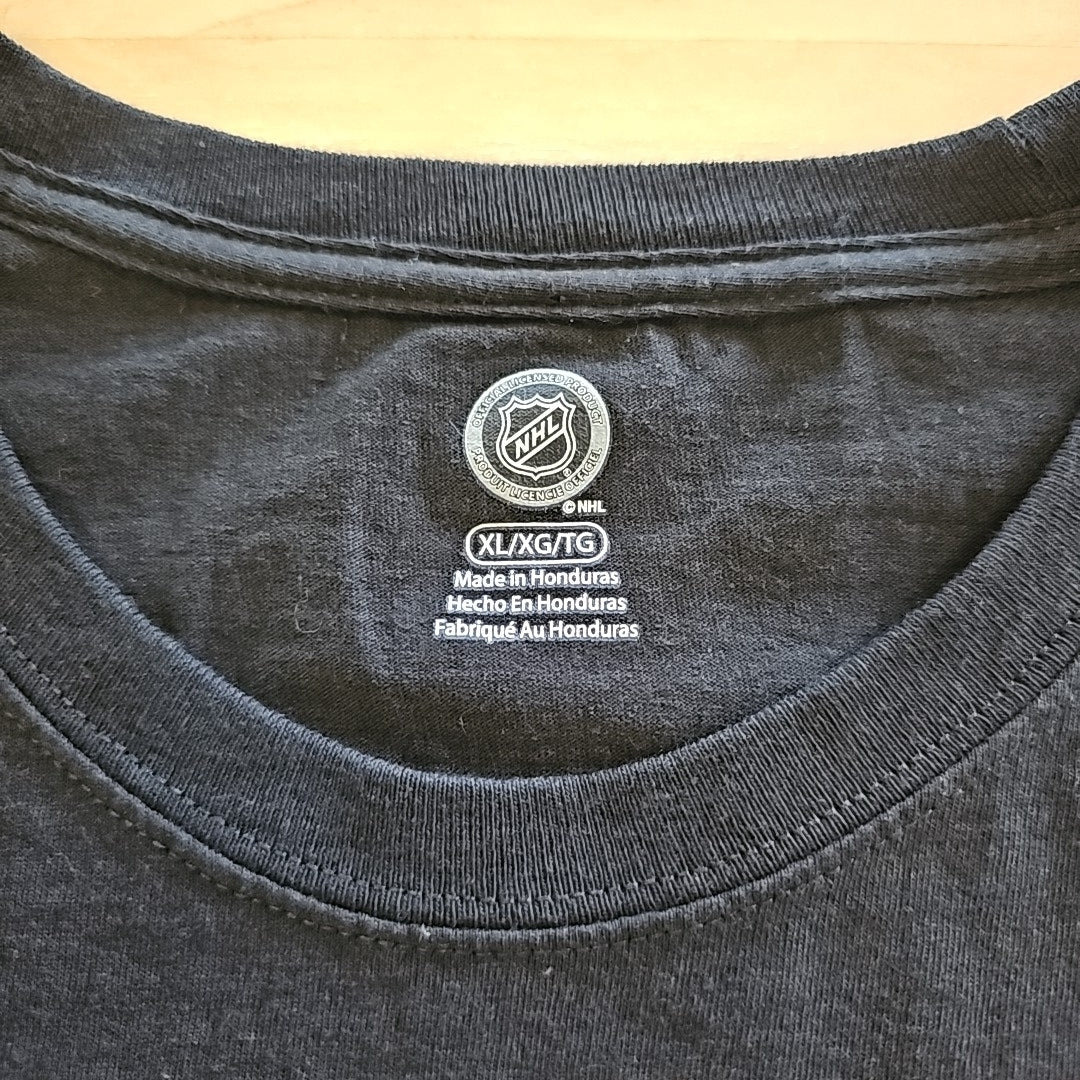 OFFICIAL LICENSED PRODUCT
NHL
PRODUIT LICENCIE OFFICIEL
© NHL
XL/XG/TG
Made in Honduras
Hecho En Honduras
Fabriqué Au Honduras